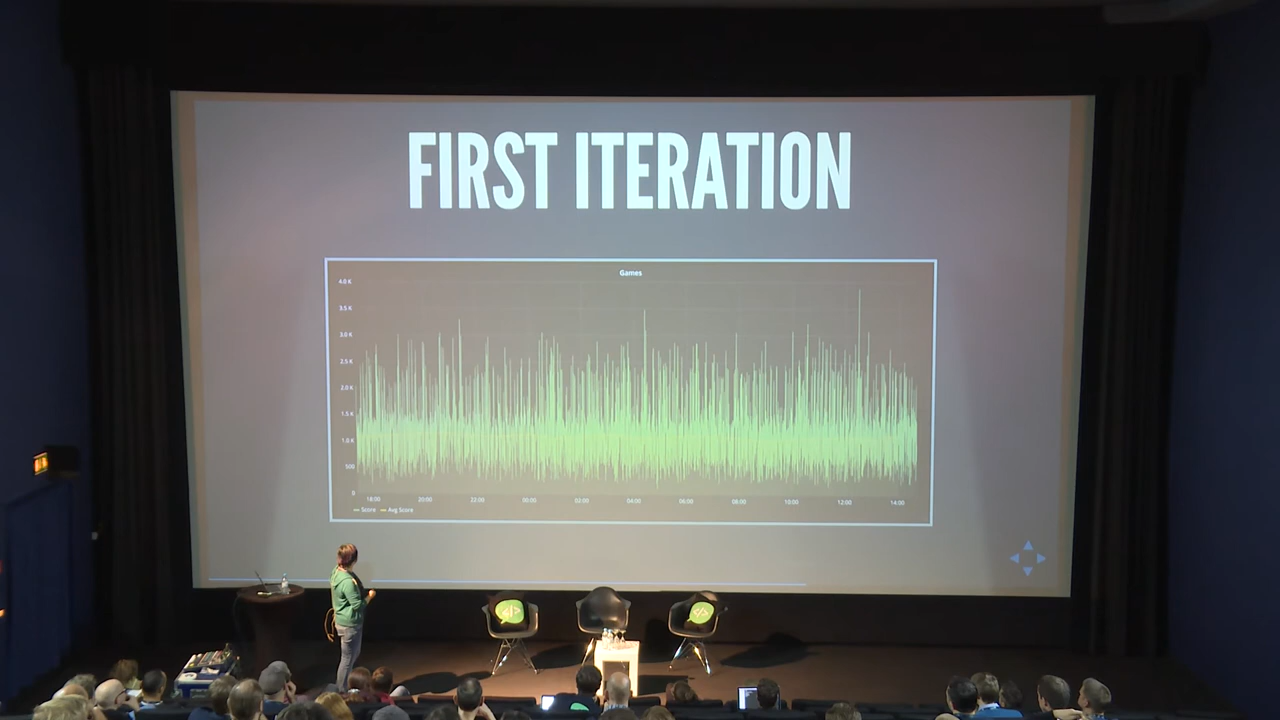 FIRST ITERATION
Games
4.0 K
3.5 K
3.0 K
2.5 K
2.0 K
1.5 K
1.0 K
500
0
18:00 20:00 22:00 00:00 02:00 04:00 06:00 08:00 10:00 12:00 14:00
Score Avg Score
</>
</>